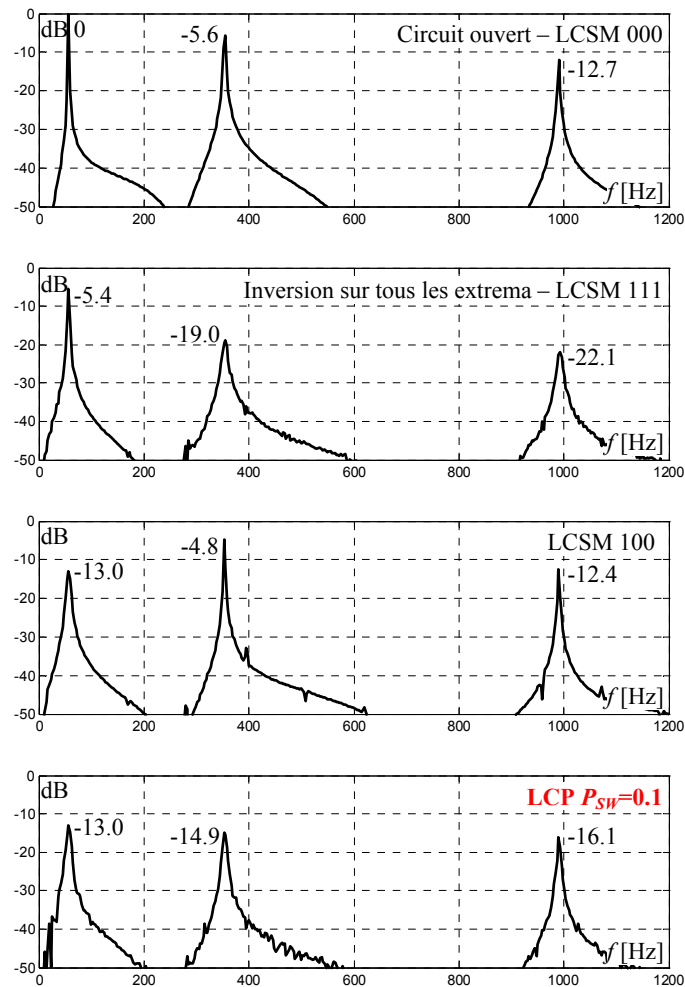 dB 0
-5.6
Circuit ouvert – LCSM 000
-12.7
-10
-20
-30
-40
-50
f [Hz]
0 200 400 600 800 1000 1200
0
dB
-5.4
Inversion sur tous les extrema – LCSM 111
-19.0
-22.1
-10
-20
-30
-40
-50
f [Hz]
0 200 400 600 800 1000 1200
0
dB
-13.0
-4.8
LCSM 100
-12.4
-10
-20
-30
-40
-50
f [Hz]
0 200 400 600 800 1000 1200
0
dB
-13.0
-14.9
LCP PSW=0.1
-16.1
-10
-20
-30
-40
-50
f [Hz]
0 200 400 600 800 1000 1200